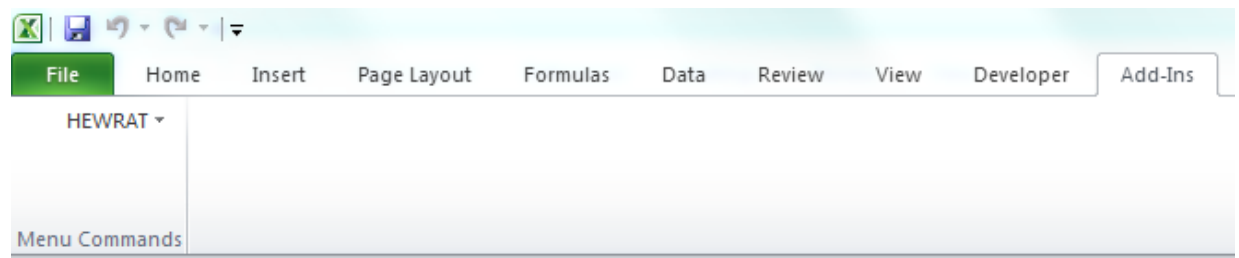 File Home Insert Page Layout Formulas Data Review View Developer Add-Ins
HEWRAT
Menu Commands